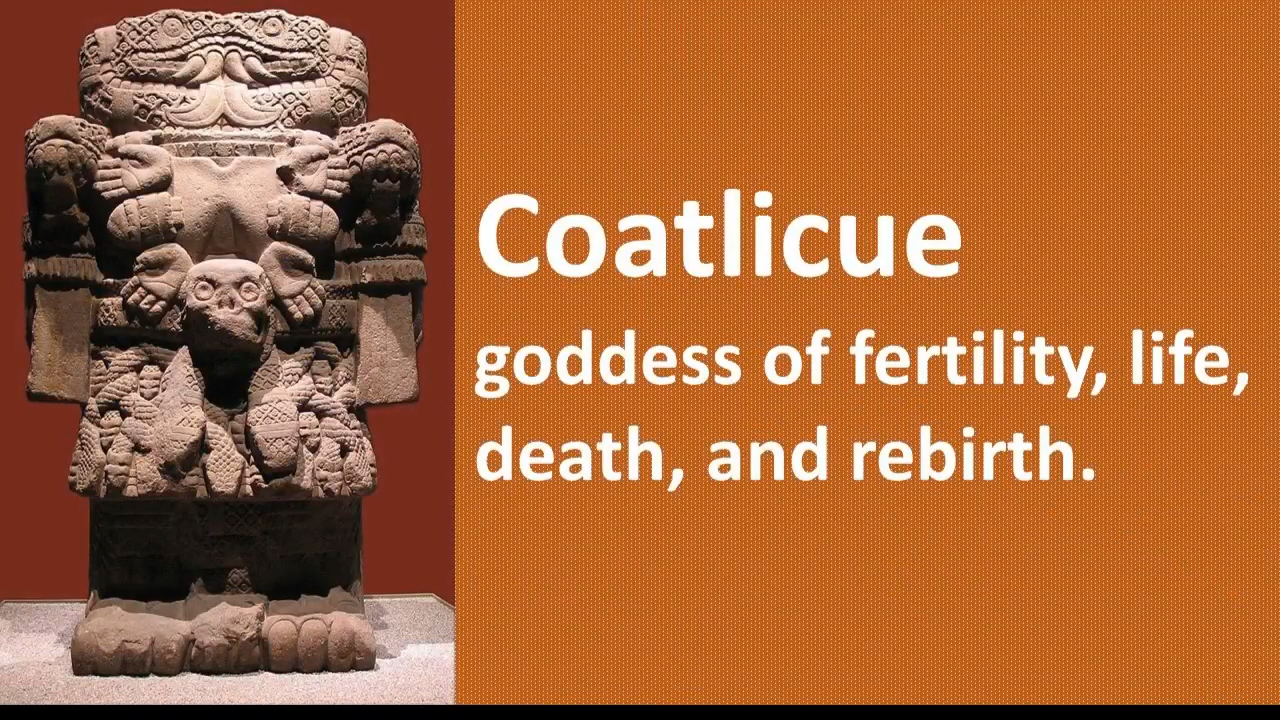 Coatlicue
goddess of fertility, life,
death, and rebirth.